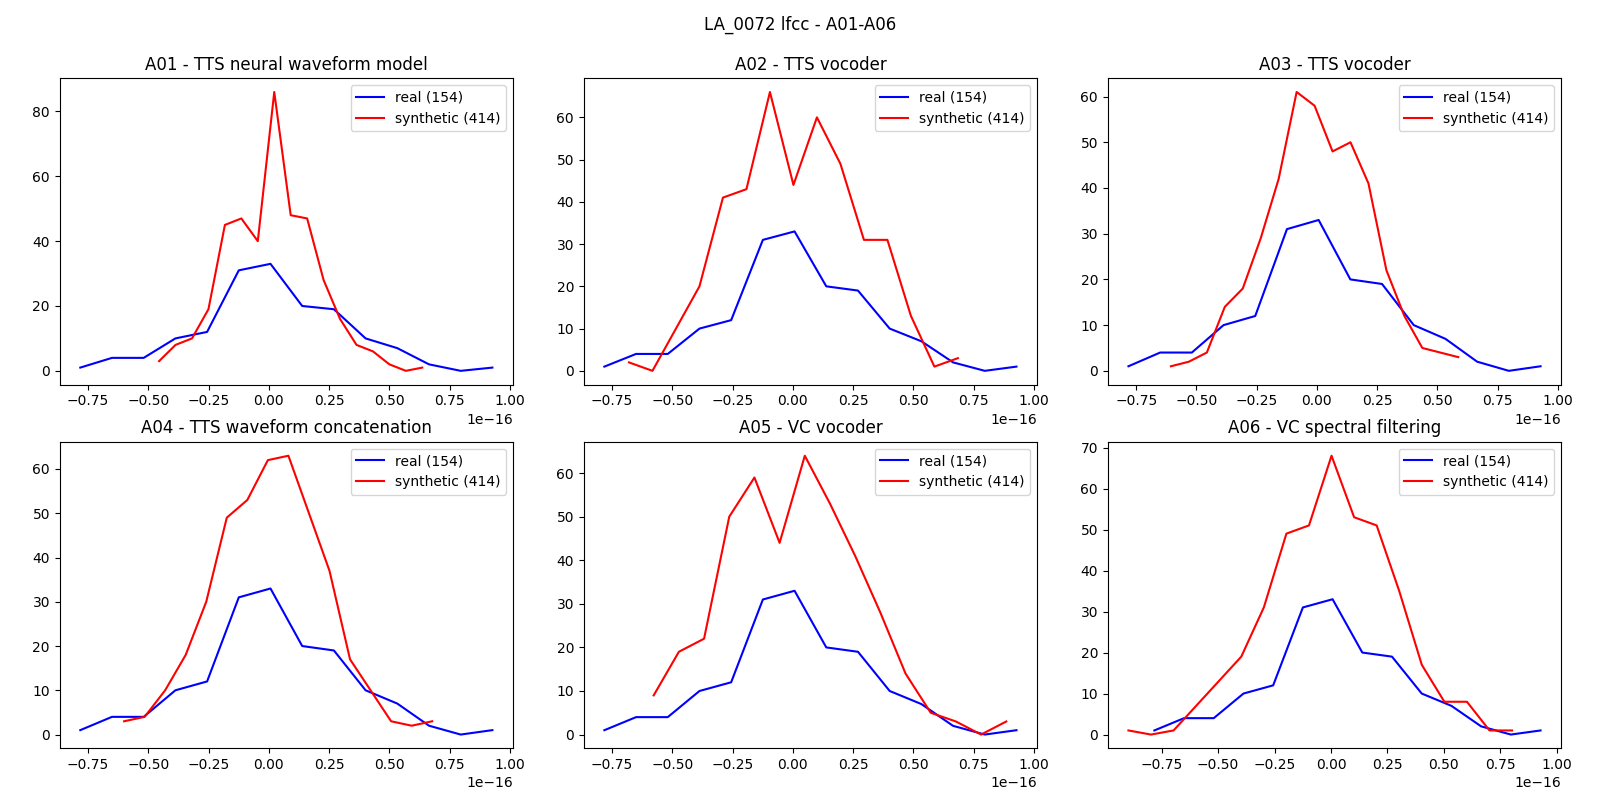 LA_0072 lfcc - A01-A06
A01 - TTS neural waveform model
real (154)
synthetic (414)
80
60
40
20
0
−0.75 −0.50 −0.25 0.00 0.25 0.50 0.75 1.00
1e−16
A02 - TTS vocoder
real (154)
synthetic (414)
60
50
40
30
20
10
0
−0.75 −0.50 −0.25 0.00 0.25 0.50 0.75 1.00
1e−16
A03 - TTS vocoder
real (154)
synthetic (414)
60
50
40
30
20
10
0
−0.75 −0.50 −0.25 0.00 0.25 0.50 0.75 1.00
1e−16
A04 - TTS waveform concatenation
real (154)
synthetic (414)
60
50
40
30
20
10
0
−0.75 −0.50 −0.25 0.00 0.25 0.50 0.75 1.00
1e−16
A05 - VC vocoder
real (154)
synthetic (414)
60
50
40
30
20
10
0
−0.75 −0.50 −0.25 0.00 0.25 0.50 0.75 1.00
1e−16
A06 - VC spectral filtering
real (154)
synthetic (414)
70
60
50
40
30
20
10
0
−0.75 −0.50 −0.25 0.00 0.25 0.50 0.75 1.00
1e−16